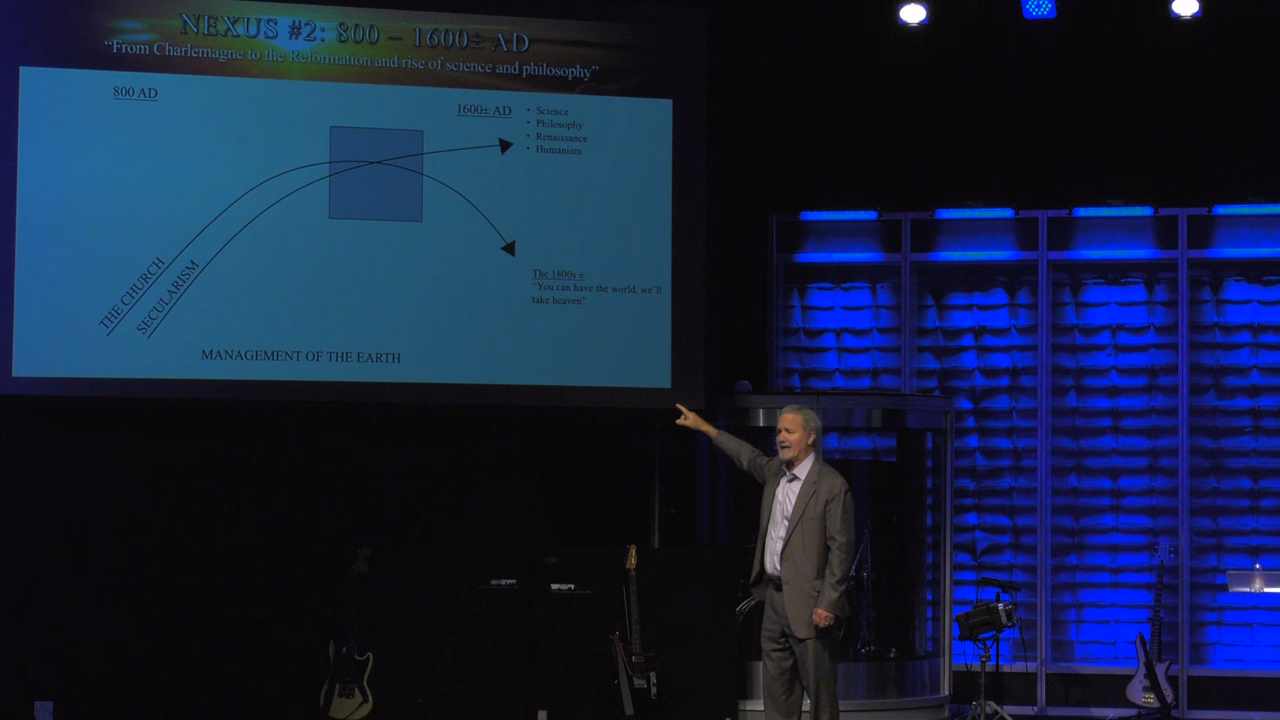 NEXUS #2: 800 – 1600± AD
“From Charlemagne to the Reformation and rise of science and philosophy”
800 AD
1600± AD
• Science
• Philosophy
• Renaissance
• Humanism
THE CHURCH
SECULARISM
The 1800s ±
“You can have the world, we’ll
take heaven”
MANAGEMENT OF THE EARTH